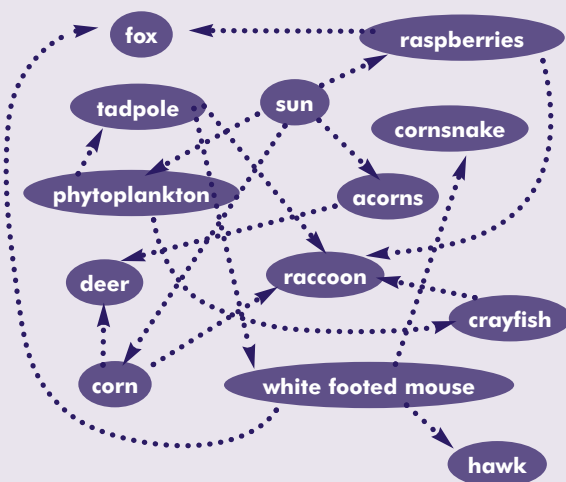 fox
raspberries
tadpole
sun
cornsnake
phytoplankton
acorns
deer
raccoon
crayfish
corn
white footed mouse
hawk